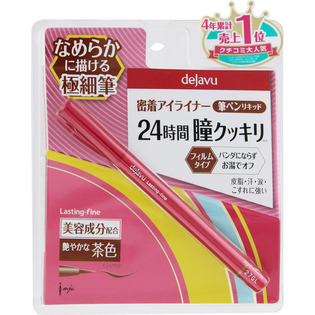 4年累計
売上1位
クチコミ大人気
なめらか
に描ける
極細筆
dejavu
密着アイライナー 筆ペンリキッド
24時間 瞳クッキリ
フィルム
タイプ
パンダにならず
お湯でオフ
皮脂・汗・涙・
こすれに強い
dejavu Lasting-fine
Lasting-fine
美容成分配合
艶やかな 茶色
imju